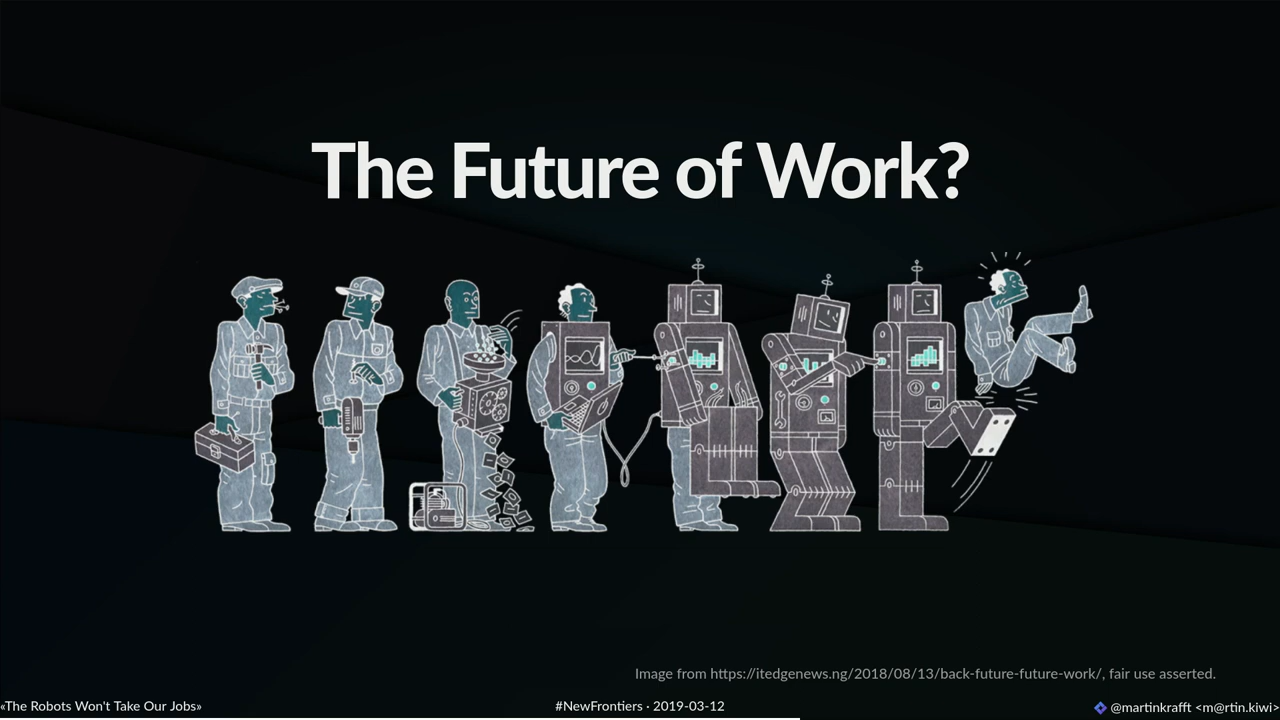 The Future of Work?
Image from https://itedgenews.ng/2018/08/13/back-future-future-work/, fair use asserted.
«The Robots Won't Take Our Jobs»
#NewFrontiers · 2019-03-12
@martinkrafft <m@rtin.kiwi>